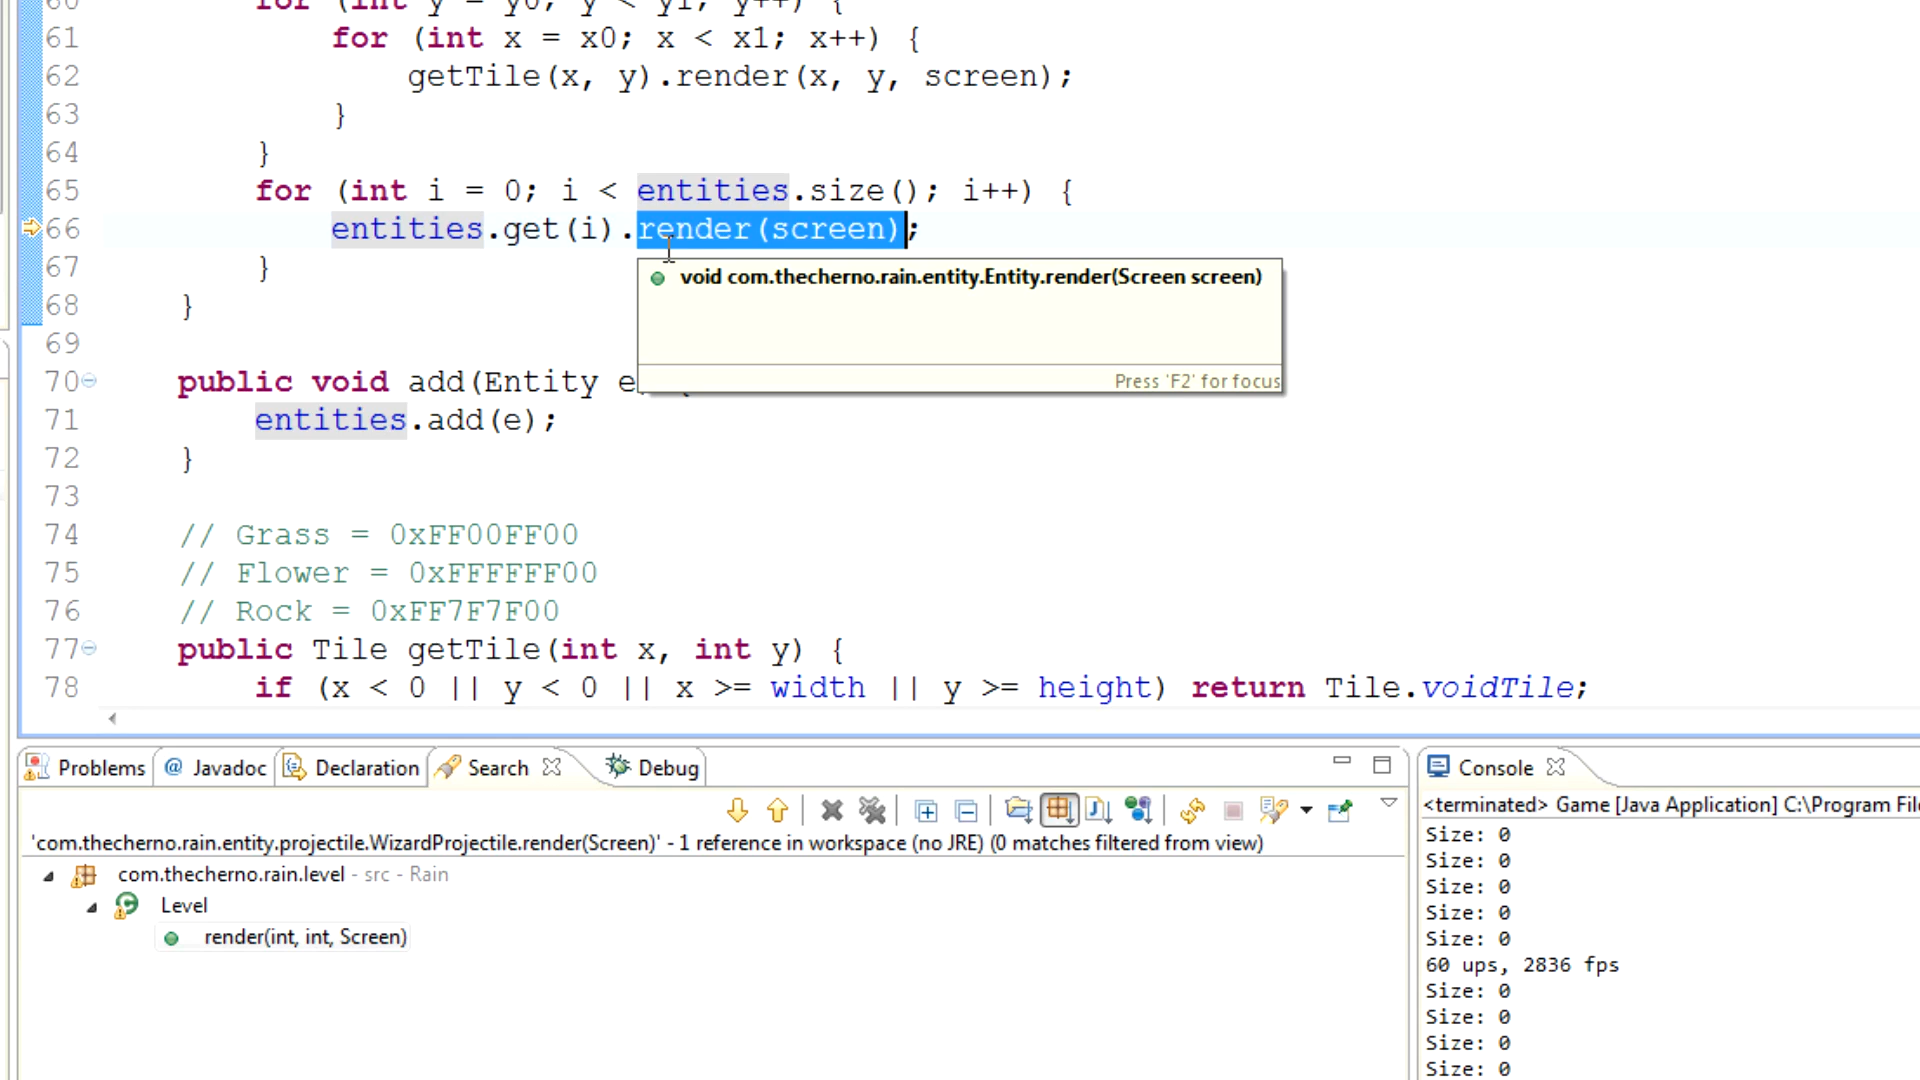 60 for (int y = y0; y < y1; y++) {
61 for (int x = x0; x < x1; x++) {
62 getTile(x, y).render(x, y, screen);
63 }
64 }
65 for (int i = 0; i < entities.size(); i++) {
66 entities.get(i).render(screen);
67 }
void com.thecherno.rain.entity.Entity.render(Screen screen)
68 }
69
70 public void add(Entity e
Press 'F2' for focus
71 entities.add(e);
72 }
73
74 // Grass = 0xFF00FF00
75 // Flower = 0xFFFFFF00
76 // Rock = 0xFF7F7F00
77 public Tile getTile(int x, int y) {
78 if (x < 0 || y < 0 || x >= width || y >= height) return Tile.voidTile;
Problems @ Javadoc Declaration Search Debug
'com.thecherno.rain.entity.projectile.WizardProjectile.render(Screen)' - 1 reference in workspace (no JRE) (0 matches filtered from view)
com.thecherno.rain.level - src - Rain
Level
render(int, int, Screen)
Console
<terminated> Game [Java Application] C:\Program File
Size: 0
Size: 0
Size: 0
Size: 0
Size: 0
60 ups, 2836 fps
Size: 0
Size: 0
Size: 0
Size: 0